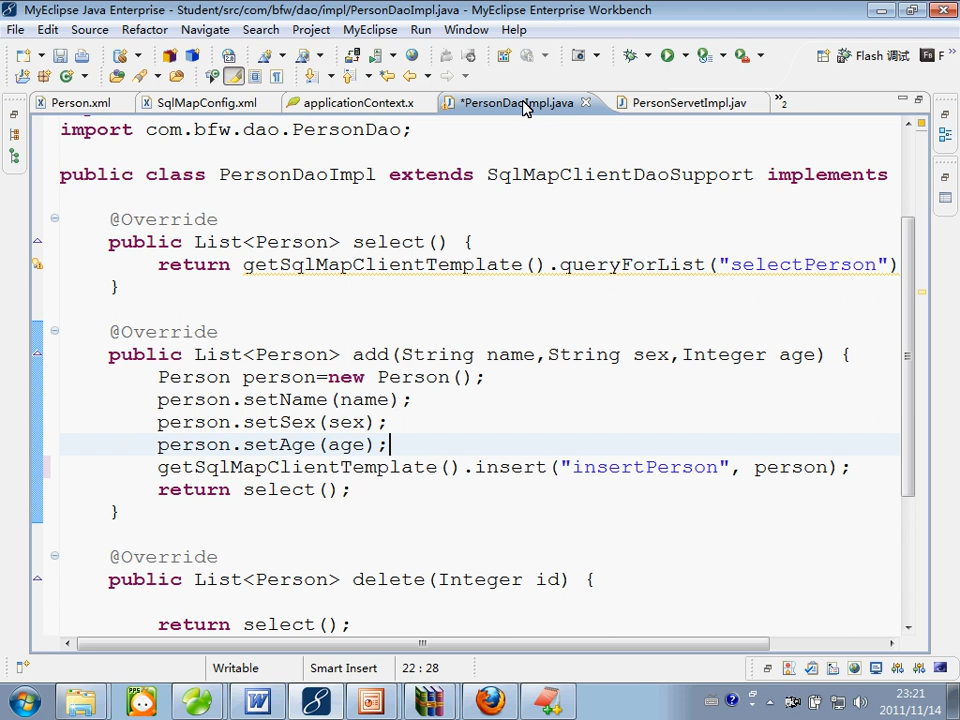 MyEclipse Java Enterprise - Student/src/com/bfw/dao/impl/PersonDaoImpl.java - MyEclipse Enterprise Workbench
File Edit Source Refactor Navigate Search Project MyEclipse Run Window Help
Flash 调试 Fb F »
Person.xml SqlMapConfig.xml applicationContext.x *PersonDaoImpl.java PersonServetImpl.jav »2
import com.bfw.dao.PersonDao;
public class PersonDaoImpl extends SqlMapClientDaoSupport implements
@Override
public List<Person> select() {
return getSqlMapClientTemplate().queryForList("selectPerson")
}
@Override
public List<Person> add(String name,String sex,Integer age) {
Person person=new Person();
person.setName(name);
person.setSex(sex);
person.setAge(age);
getSqlMapClientTemplate().insert("insertPerson", person);
return select();
}
@Override
public List<Person> delete(Integer id) {
return select();
Writable Smart Insert 22 : 28
23:21
2011/11/14